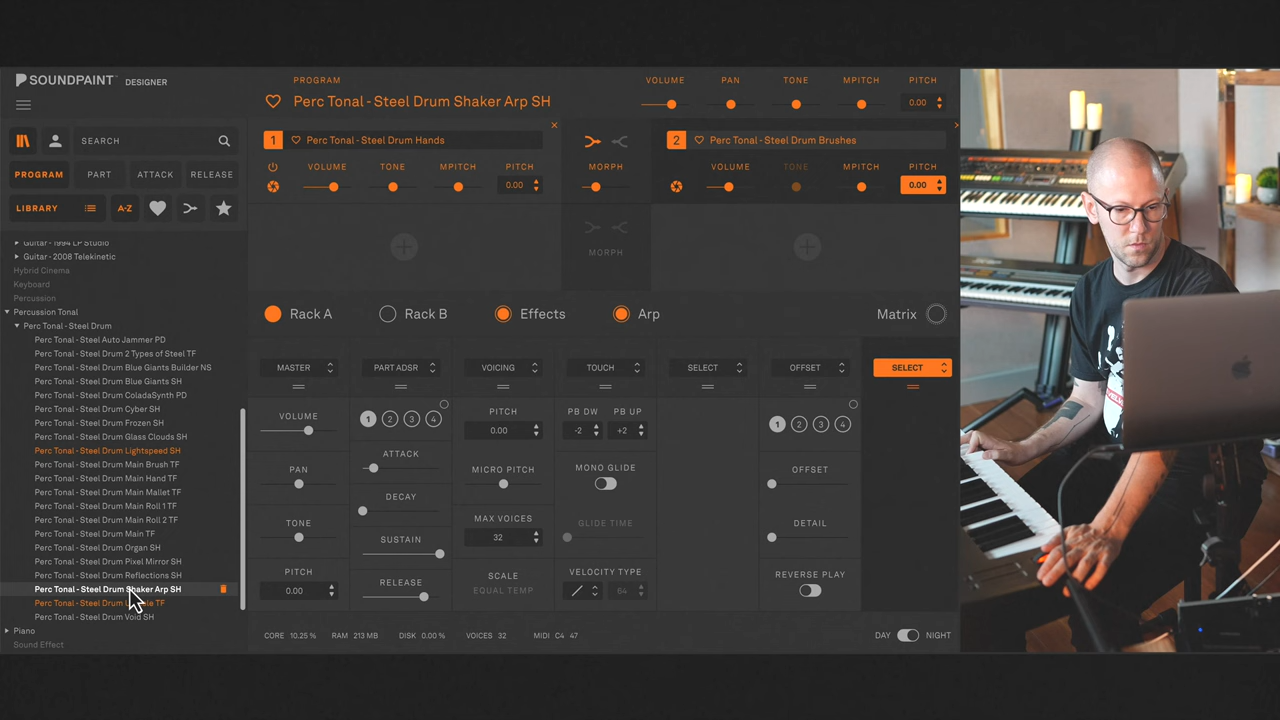 SOUNDPAINT™ DESIGNER
SEARCH
PROGRAM PART ATTACK RELEASE
LIBRARY A-Z
Guitar - 1994 LP Studio
Guitar - 2008 Telekinetic
Hybrid Cinema
Keyboard
Percussion
Percussion Tonal
Perc Tonal - Steel Drum
Perc Tonal - Steel Auto Jammer PD
Perc Tonal - Steel Drum 2 Types of Steel TF
Perc Tonal - Steel Drum Blue Giants Builder NS
Perc Tonal - Steel Drum Blue Giants SH
Perc Tonal - Steel Drum ColadaSynth PD
Perc Tonal - Steel Drum Cyber SH
Perc Tonal - Steel Drum Frozen SH
Perc Tonal - Steel Drum Glass Clouds SH
Perc Tonal - Steel Drum Lightspeed SH
Perc Tonal - Steel Drum Main Brush TF
Perc Tonal - Steel Drum Main Hand TF
Perc Tonal - Steel Drum Main Mallet TF
Perc Tonal - Steel Drum Main Roll 1 TF
Perc Tonal - Steel Drum Main Roll 2 TF
Perc Tonal - Steel Drum Main TF
Perc Tonal - Steel Drum Organ SH
Perc Tonal - Steel Drum Pixel Mirror SH
Perc Tonal - Steel Drum Reflections SH
Perc Tonal - Steel Drum Shaker Arp SH
Perc Tonal - Steel Drum TF
Perc Tonal - Steel Drum Void SH
Piano
Sound Effect
PROGRAM
Perc Tonal - Steel Drum Shaker Arp SH
VOLUME PAN TONE MPITCH PITCH
0.00
1 Perc Tonal - Steel Drum Hands
VOLUME TONE MPITCH PITCH
0.00
MORPH
2 Perc Tonal - Steel Drum Brushes
VOLUME TONE MPITCH PITCH
0.00
MORPH
Rack A Rack B Effects Arp Matrix
MASTER PART ADSR VOICING TOUCH SELECT OFFSET SELECT
VOLUME
PAN
TONE
PITCH
0.00
1 2 3 4
ATTACK
DECAY
SUSTAIN
RELEASE
PITCH
0.00
MICRO PITCH
MAX VOICES
32
SCALE
EQUAL TEMP
PB DW PB UP
-2 +2
MONO GLIDE
GLIDE TIME
VELOCITY TYPE
64
1 2 3 4
OFFSET
DETAIL
REVERSE PLAY
CORE 10.25 % RAM 213 MB DISK 0.00 % VOICES 32 MIDI C4 47
DAY NIGHT